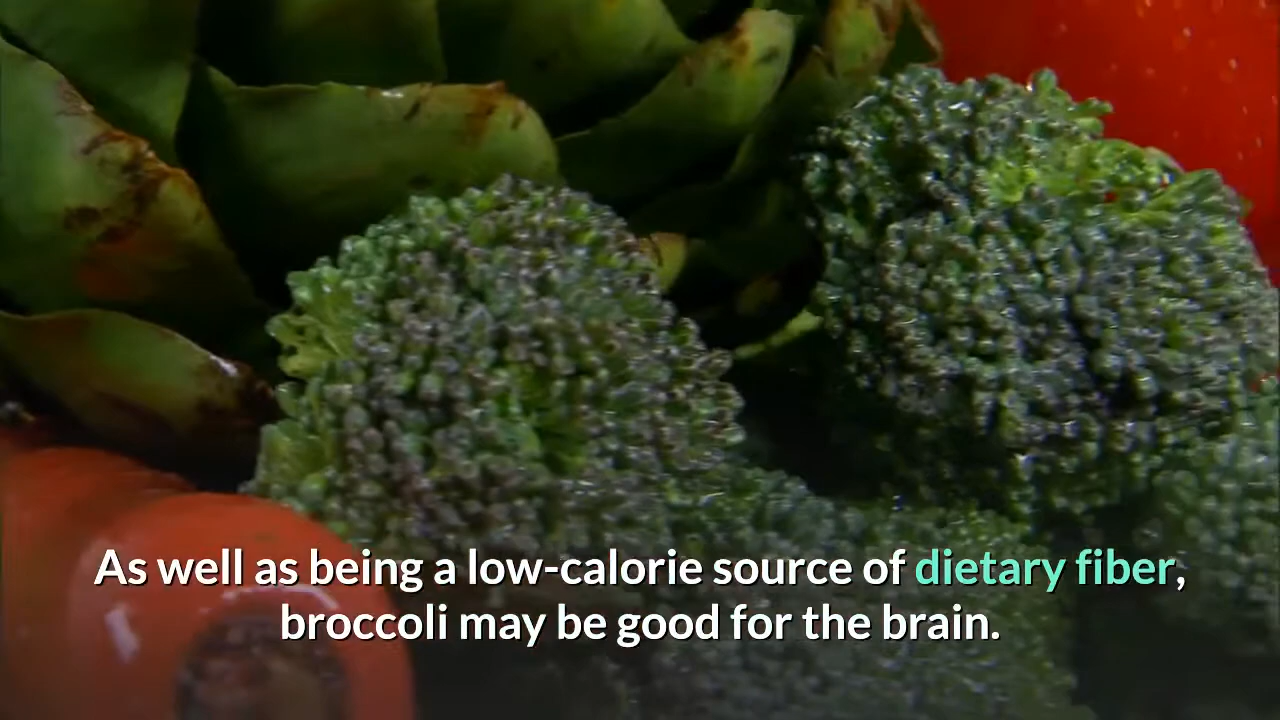 As well as being a low-calorie source of dietary fiber,
broccoli may be good for the brain.